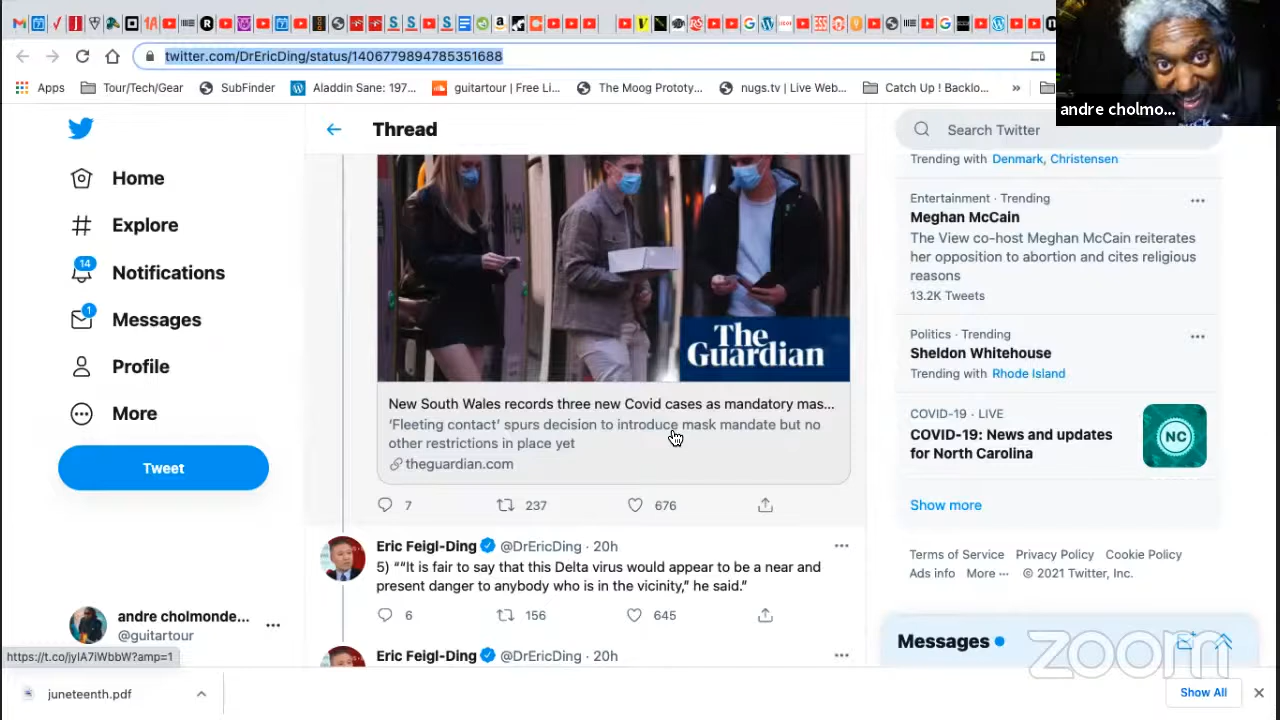 twitter.com/DrEricDing/status/1406779894785351688
Apps
Tour/Tech/Gear
SubFinder
Aladdin Sane: 197...
guitartour | Free Li...
The Moog Prototy...
nugs.tv | Live Web...
Catch Up ! Backlo...
»
andre cholmo...
Home
Explore
14
Notifications
1
Messages
Profile
More
Tweet
andre cholmonde...
@guitartour
https://t.co/jyIA7IWbbW?amp=1
Thread
The
Guardian
New South Wales records three new Covid cases as mandatory mas...
‘Fleeting contact’ spurs decision to introduce mask mandate but no
other restrictions in place yet
theguardian.com
7
237
676
Eric Feigl-Ding @DrEricDing · 20h
5) ““It is fair to say that this Delta virus would appear to be a near and
present danger to anybody who is in the vicinity,” he said.”
6
156
645
Eric Feigl-Ding @DrEricDing · 20h
Search Twitter
Trending with Denmark, Christensen
Entertainment · Trending
Meghan McCain
The View co-host Meghan McCain reiterates
her opposition to abortion and cites religious
reasons
13.2K Tweets
Politics · Trending
Sheldon Whitehouse
Trending with Rhode Island
COVID-19 · LIVE
COVID-19: News and updates
for North Carolina
NC
Show more
Terms of Service Privacy Policy Cookie Policy
Ads info More ··· © 2021 Twitter, Inc.
Messages
zoom
juneteenth.pdf
Show All